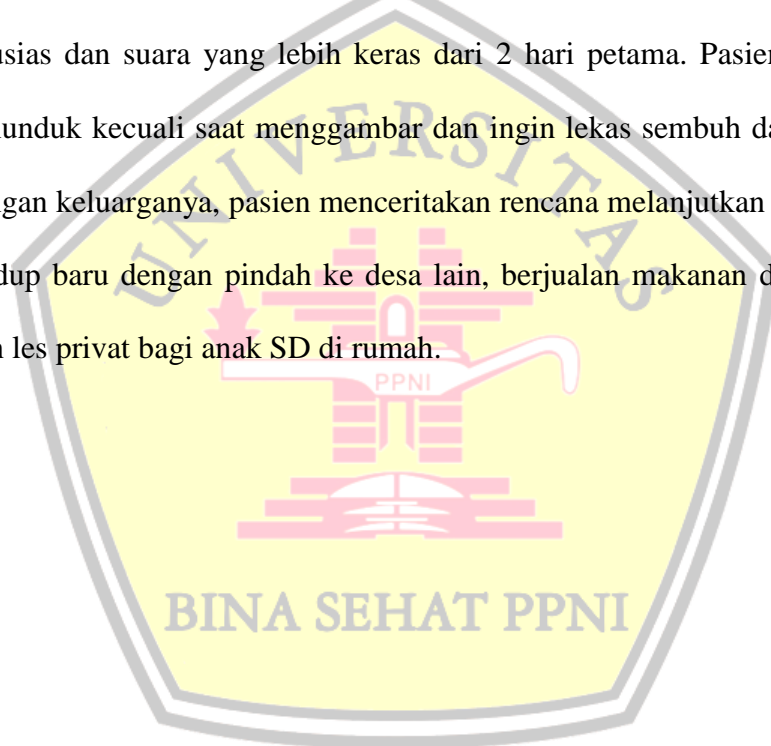 usias dan suara yang lebih keras dari 2 hari petama. Pasien
nunduk kecuali saat menggambar dan ingin lekas sembuh da
ngan keluarganya, pasien menceritakan rencana melanjutkan
dup baru dengan pindah ke desa lain, berjualan makanan d
n les privat bagi anak SD di rumah.
UNIVERSITAS
PPNI
BINA SEHAT PPNI